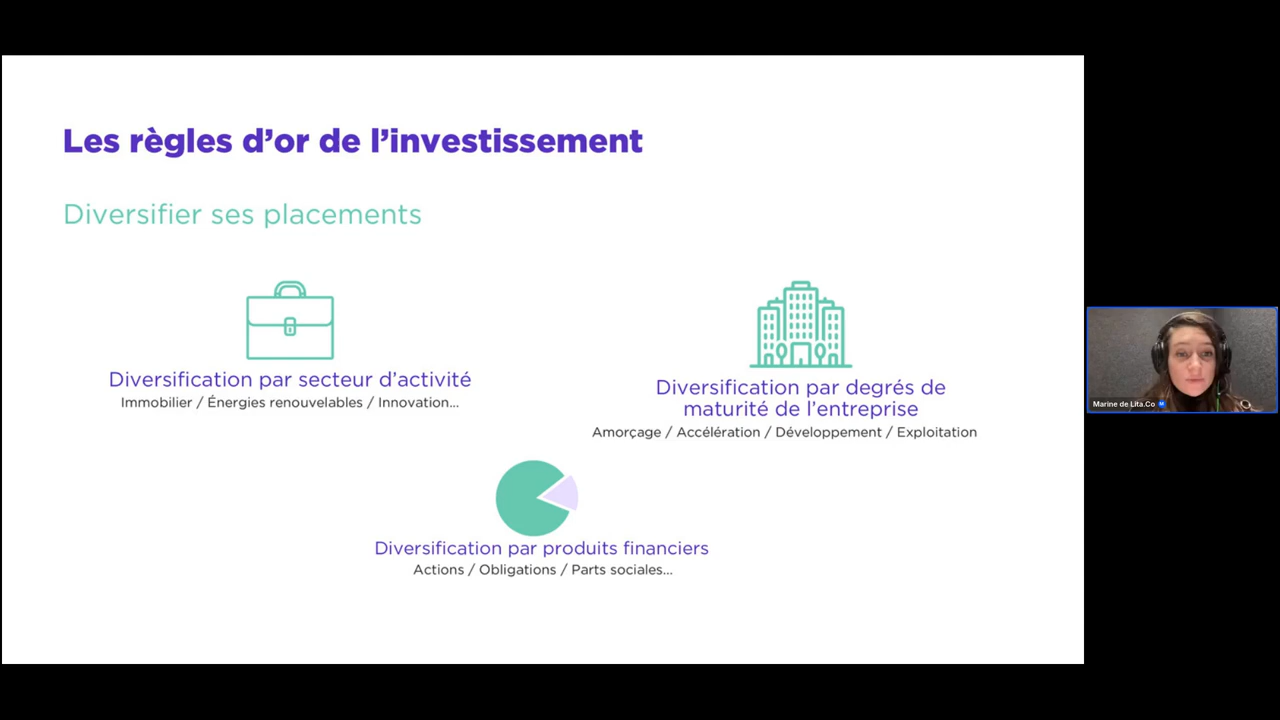 Les règles d'or de l'investissement
Diversifier ses placements
Diversification par secteur d'activité
Immobilier / Énergies renouvelables / Innovation...
Diversification par degrés de
maturité de l'entreprise
Amorçage / Accélération / Développement / Exploitation
Diversification par produits financiers
Actions / Obligations / Parts sociales...
Marine de Lita.Co